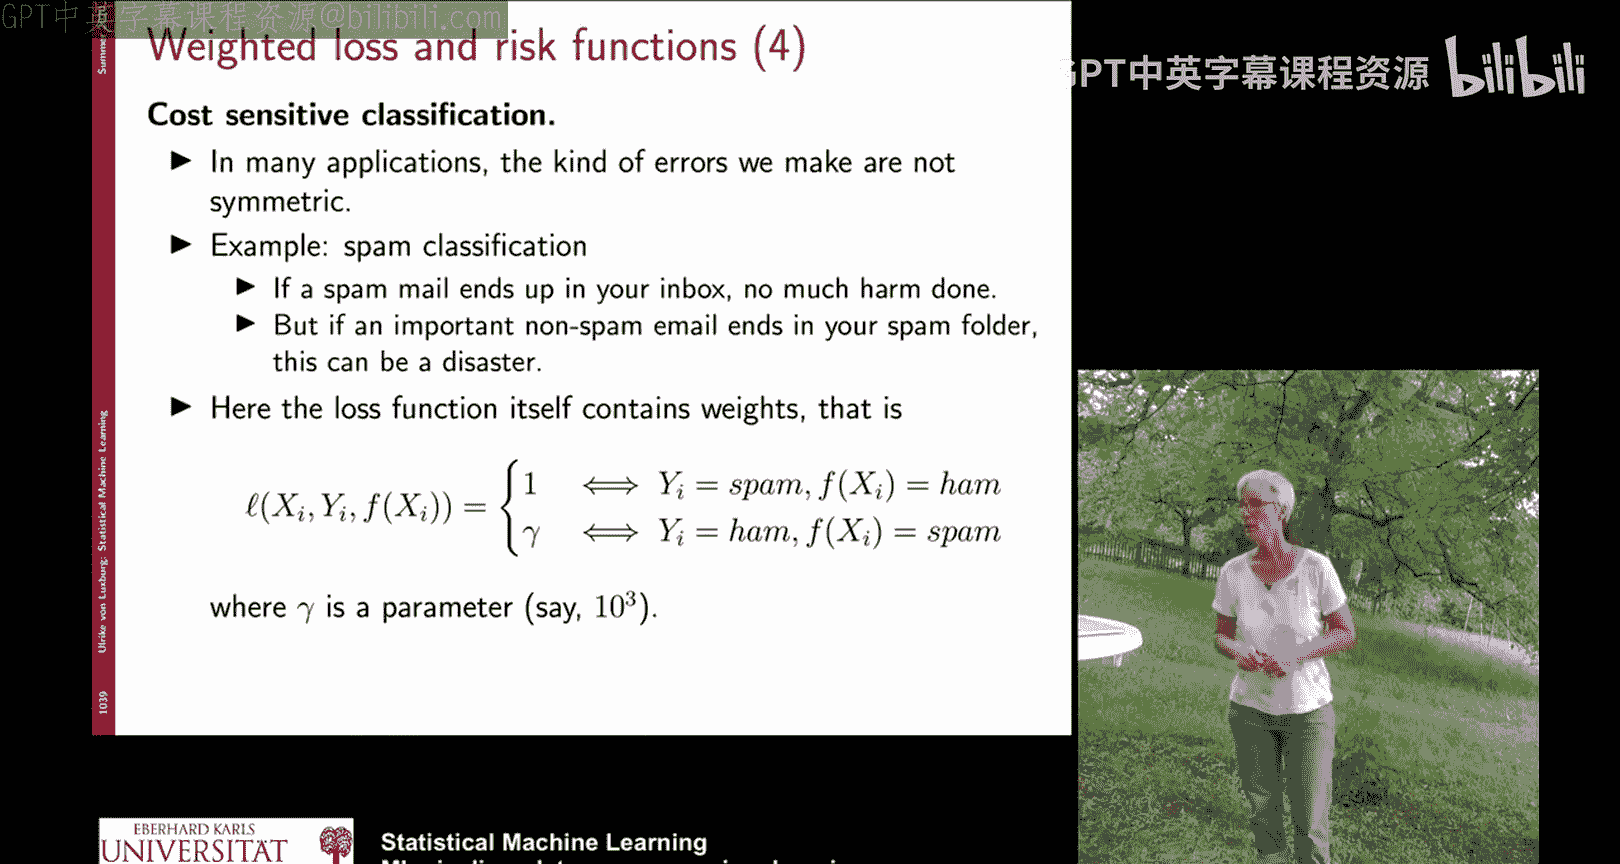 GPT中英字幕课程资源@bilibili.com
Weighted loss and risk functions (4)
GPT中英字幕课程资源 bilibili
Cost sensitive classification.
▶ In many applications, the kind of errors we make are not
symmetric.
▶ Example: spam classification
▶ If a spam mail ends up in your inbox, no much harm done.
▶ But if an important non-spam email ends in your spam folder,
this can be a disaster.
▶ Here the loss function itself contains weights, that is
ℓ(Xᵢ, Yᵢ, f(Xᵢ)) = { 1 ⟺ Yᵢ = spam, f(Xᵢ) = ham
γ ⟺ Yᵢ = ham, f(Xᵢ) = spam
where γ is a parameter (say, 10³).
Ulrike von Luxburg: Statistical Machine Learning
1039
EBERHARD KARLS
UNIVERSITÄT
Statistical Machine Learning